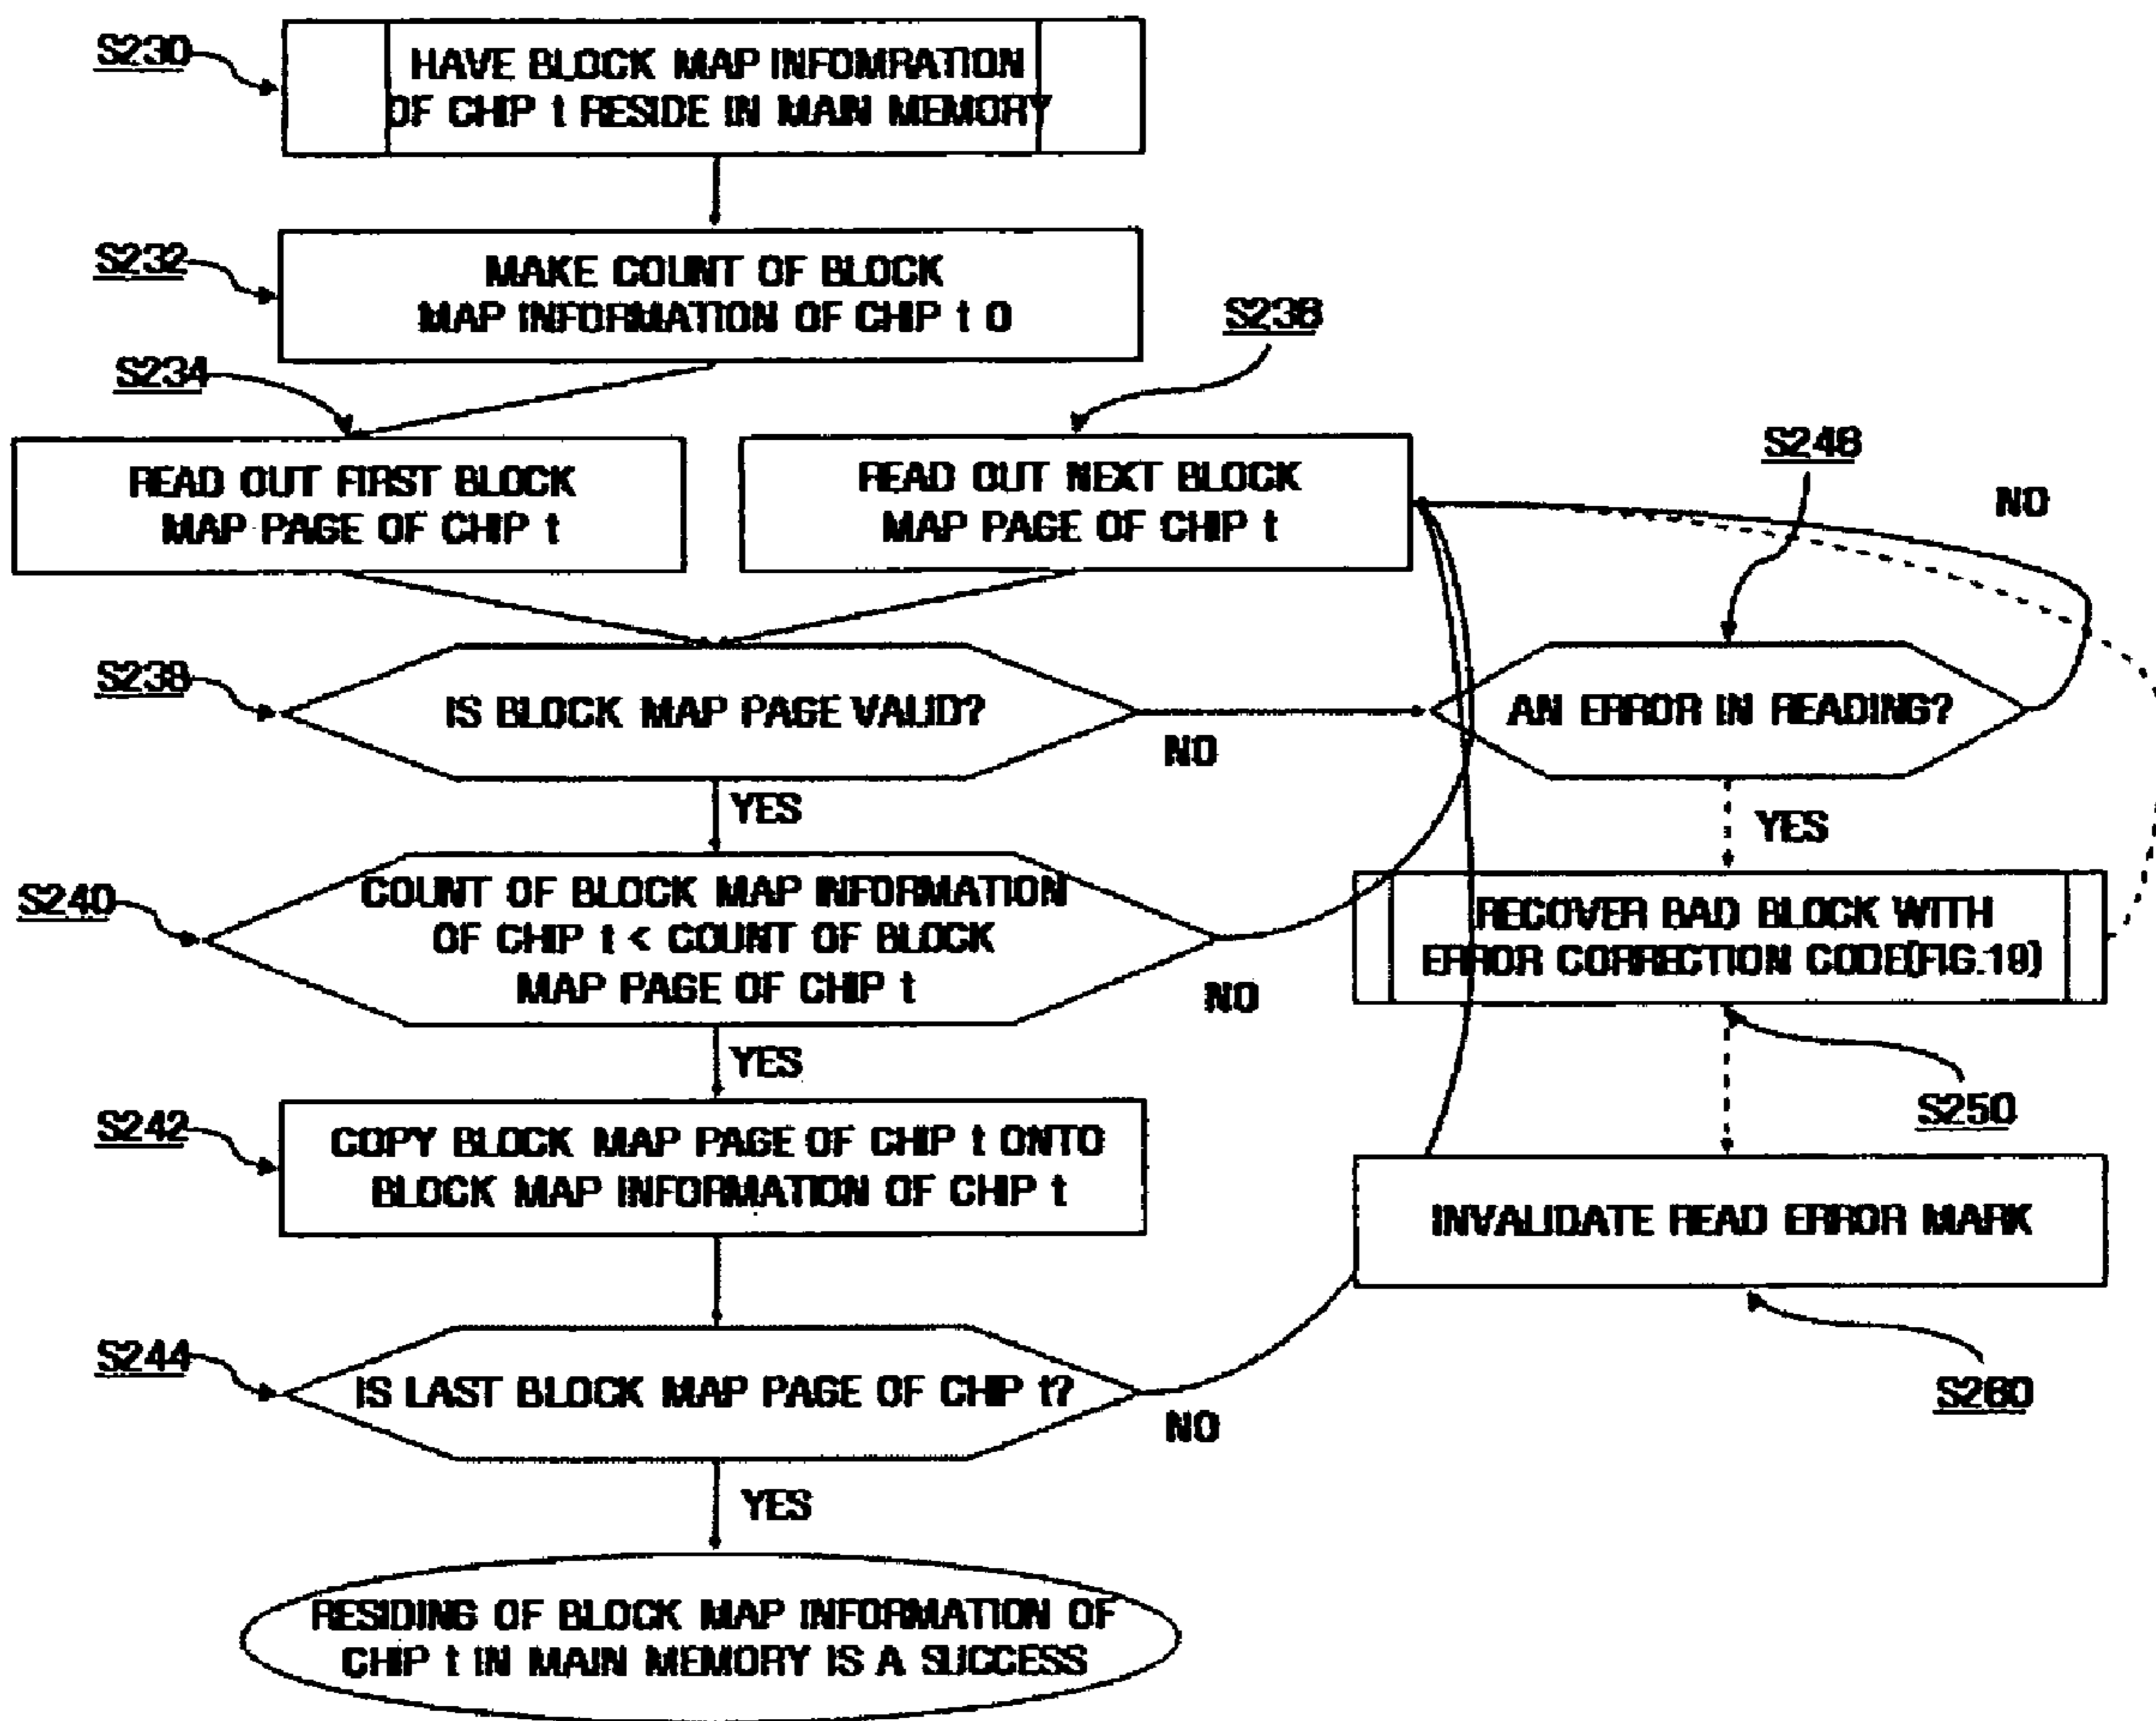 S230
HAVE BLOCK MAP INFOMRATION
OF CHIP t RESIDE IN MAIN MEMORY
S232
MAKE COUNT OF BLOCK
MAP INFORMATION OF CHIP t 0
S234
READ OUT FIRST BLOCK
MAP PAGE OF CHIP t
S236
READ OUT NEXT BLOCK
MAP PAGE OF CHIP t
S238
IS BLOCK MAP PAGE VALID?
NO
YES
S246
AN ERROR IN READING?
NO
YES
S240
COUNT OF BLOCK MAP INFORMATION
OF CHIP t < COUNT OF BLOCK
MAP PAGE OF CHIP t
NO
YES
RECOVER BAD BLOCK WITH
ERROR CORRECTION CODE(FIG.19)
S250
S242
COPY BLOCK MAP PAGE OF CHIP t ONTO
BLOCK MAP INFORMATION OF CHIP t
INVALIDATE READ ERROR MARK
S260
S244
IS LAST BLOCK MAP PAGE OF CHIP t?
NO
YES
RESIDING OF BLOCK MAP INFORMATION OF
CHIP t IN MAIN MEMORY IS A SUCCESS